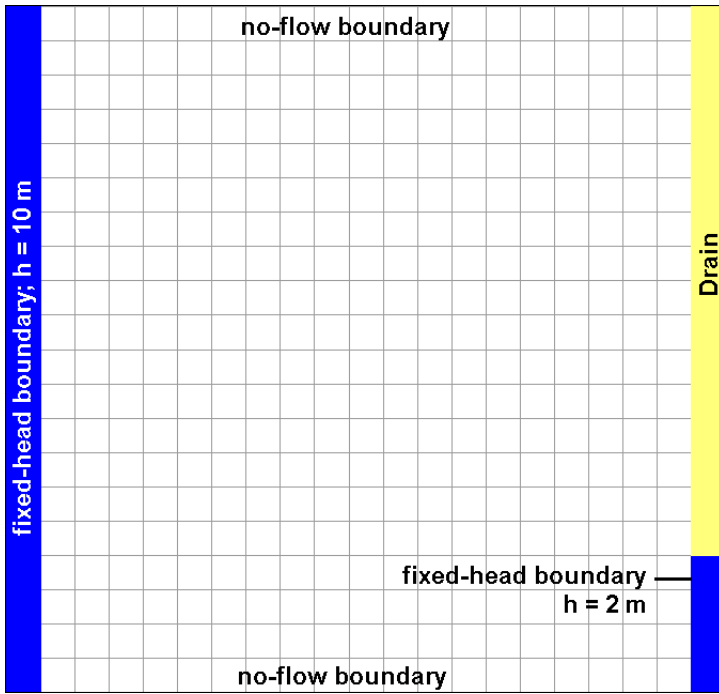 no-flow boundary
fixed-head boundary; h = 10 m
Drain
fixed-head boundary
h = 2 m
no-flow boundary